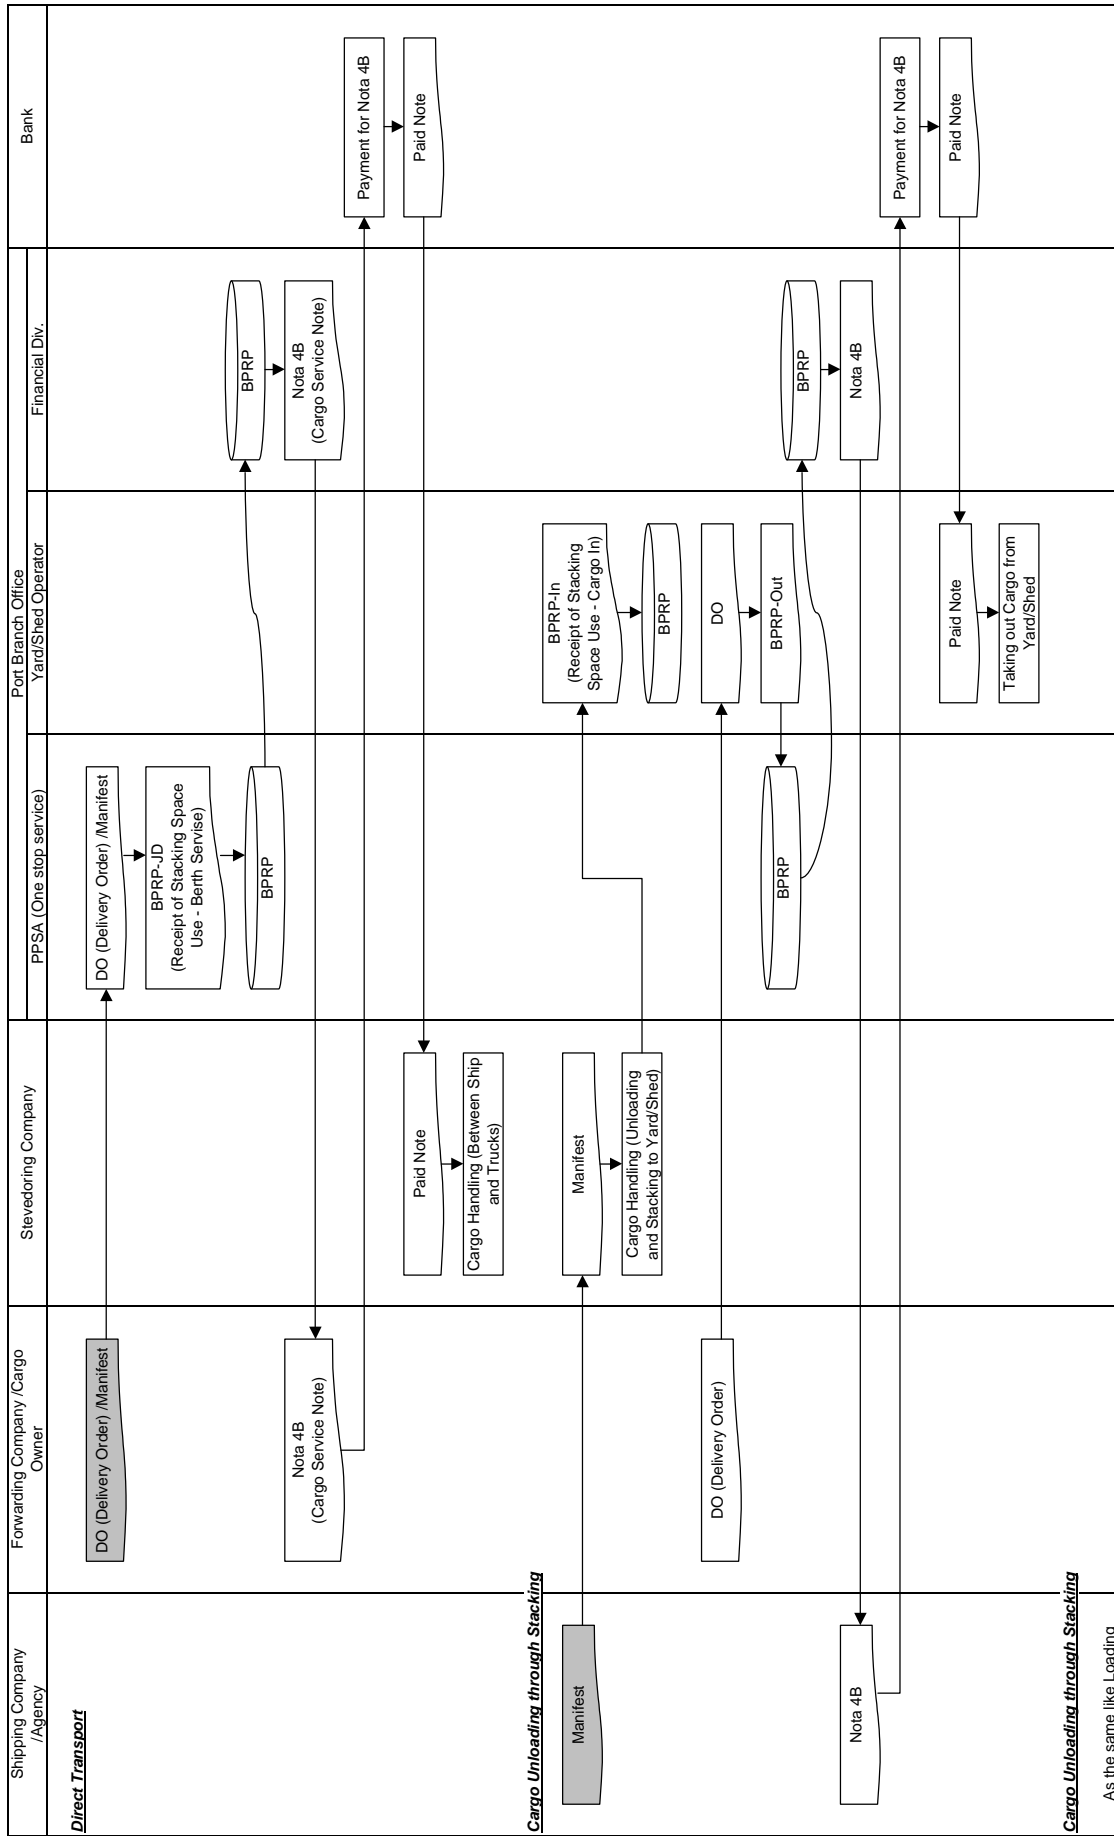 Shipping Company
/Agency
Forwarding Company /Cargo
Owner
Stevedoring Company
Port Branch Office
PPSA (One stop service)
Yard/Shed Operator
Financial Div.
Bank
Direct Transport
DO (Delivery Order) /Manifest
DO (Delivery Order) /Manifest
BPRP-JD
(Receipt of Stacking Space
Use - Berth Servise)
BPRP
BPRP
Nota 4B
(Cargo Service Note)
Nota 4B
(Cargo Service Note)
Payment for Nota 4B
Paid Note
Paid Note
Cargo Handling (Between Ship
and Trucks)
Cargo Unloading through Stacking
Manifest
Manifest
Cargo Handling (Unloading
and Stacking to Yard/Shed)
BPRP-In
(Receipt of Stacking
Space Use - Cargo In)
BPRP
DO (Delivery Order)
DO
BPRP-Out
BPRP
BPRP
Nota 4B
Nota 4B
Payment for Nota 4B
Paid Note
Paid Note
Taking out Cargo from
Yard/Shed
Cargo Unloading through Stacking
As the same like Loading